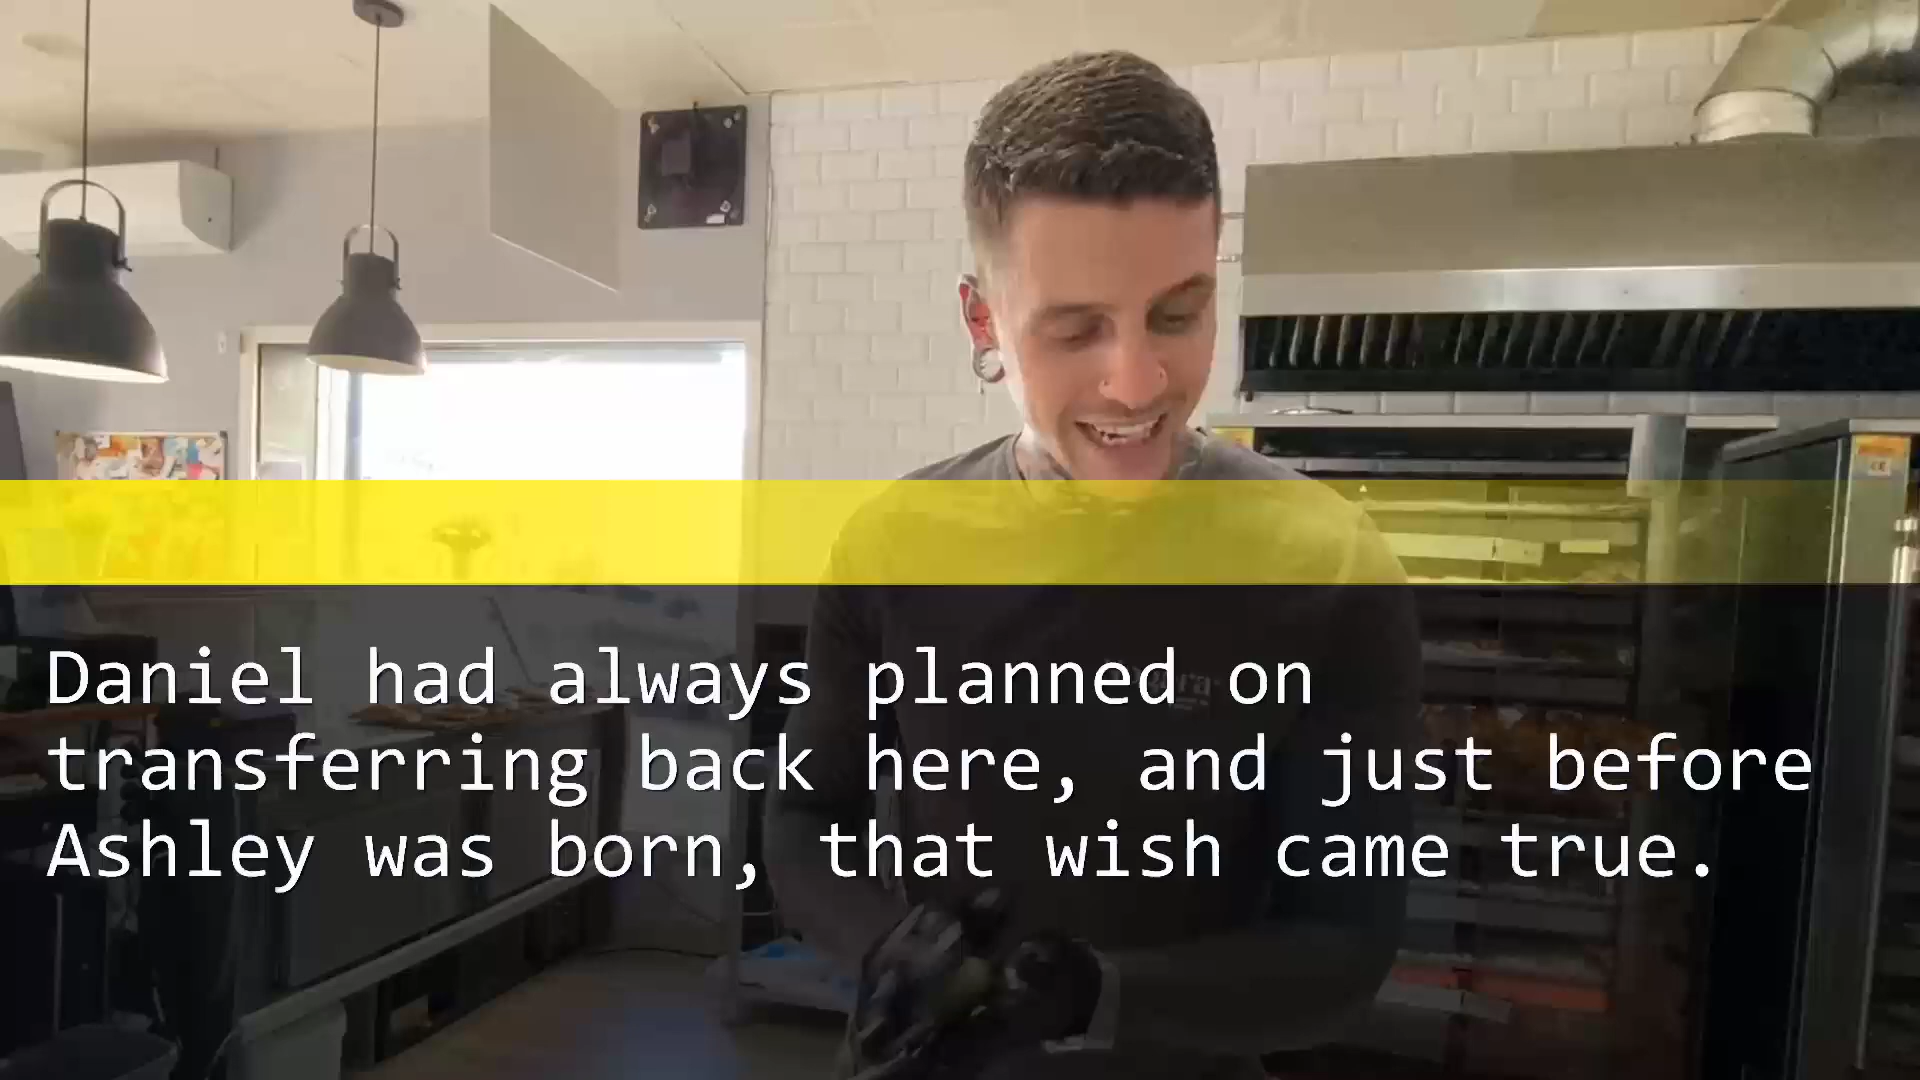 Daniel had always planned on
transferring back here, and just before
Ashley was born, that wish came true.